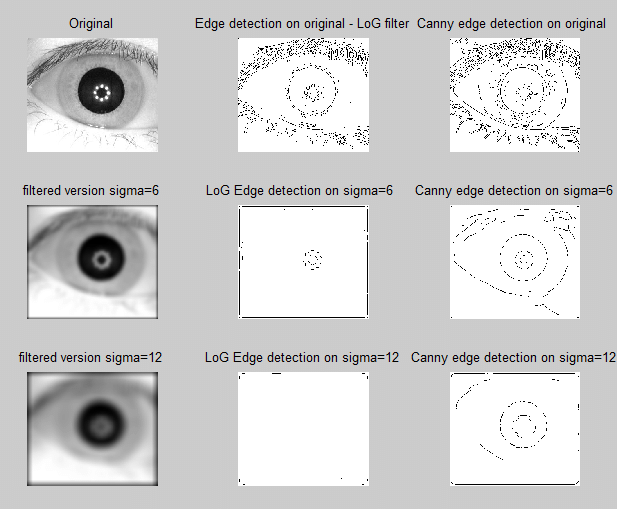 Original
Edge detection on original - LoG filter
Canny edge detection on original
filtered version sigma=6
LoG Edge detection on sigma=6
Canny edge detection on sigma=6
filtered version sigma=12
LoG Edge detection on sigma=12
Canny edge detection on sigma=12